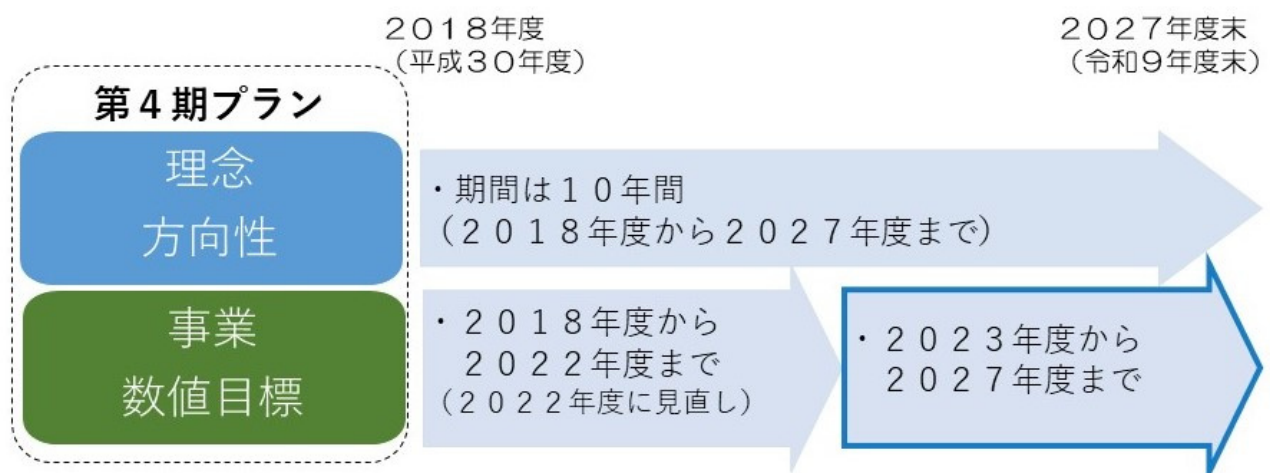 ２０１８年度
（平成３０年度）
２０２７年度末
（令和９年度末）
第４期プラン
理念
方向性
・期間は１０年間
（２０１８年度から２０２７年度まで）
事業
数値目標
・２０１８年度から
２０２２年度まで
（２０２２年度に見直し）
・２０２３年度から
２０２７年度まで